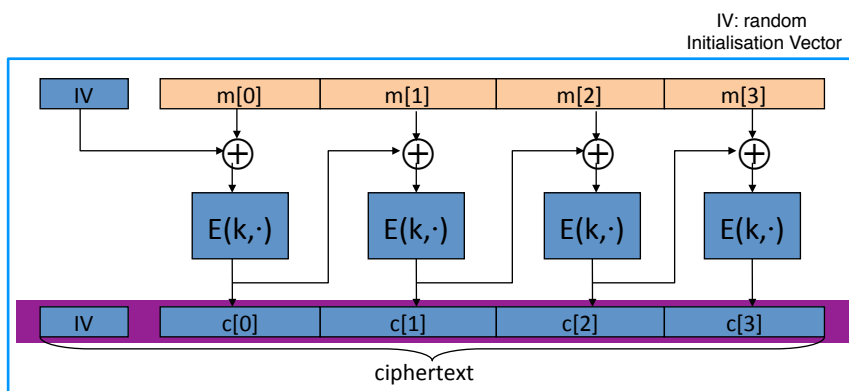 IV: random
Initialisation Vector
IV m[0] m[1] m[2] m[3]
E(k,·) E(k,·) E(k,·) E(k,·)
IV c[0] c[1] c[2] c[3]
ciphertext